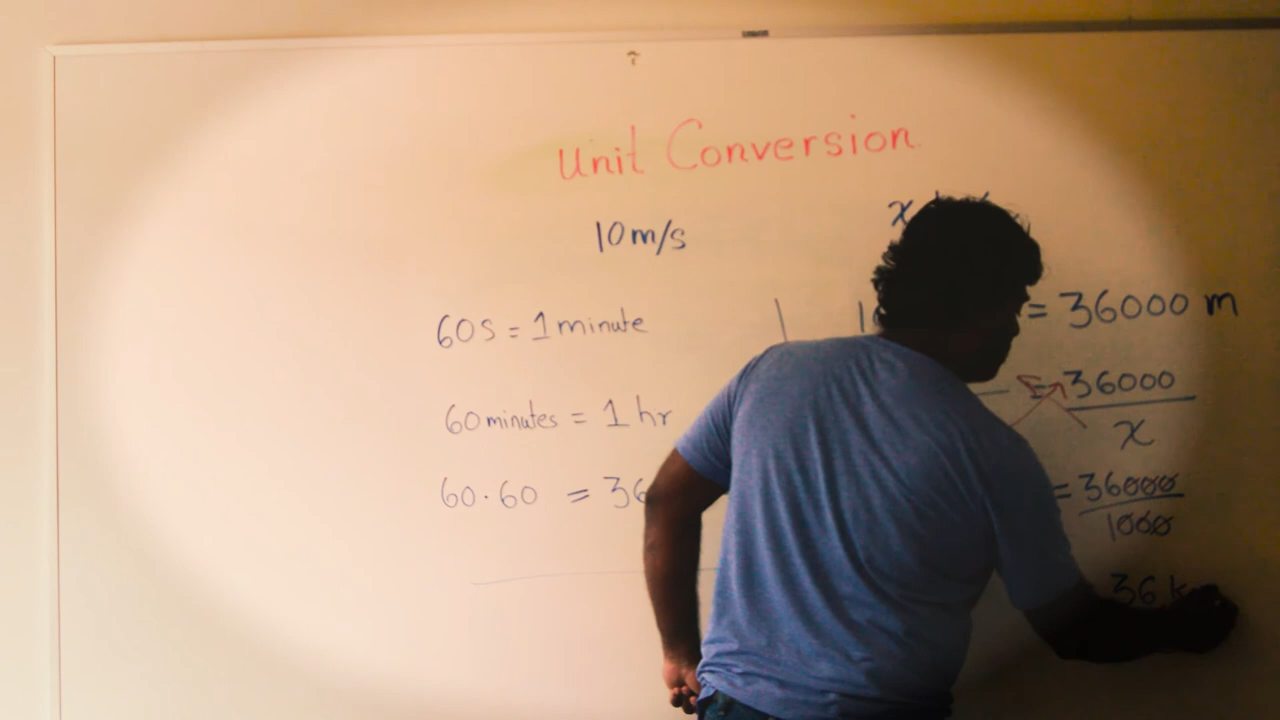 Unit Conversion
10 m/s
x
60 s = 1 minute
= 36000 m
60 minutes = 1 hr
= 36000
x
60 · 60 = 36
= 36000
1000
36 k